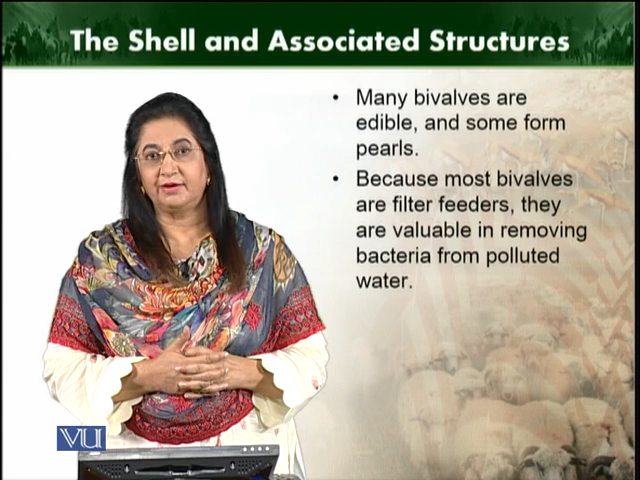 The Shell and Associated Structures
• Many bivalves are
edible, and some form
pearls.
• Because most bivalves
are filter feeders, they
are valuable in removing
bacteria from polluted
water.
VU